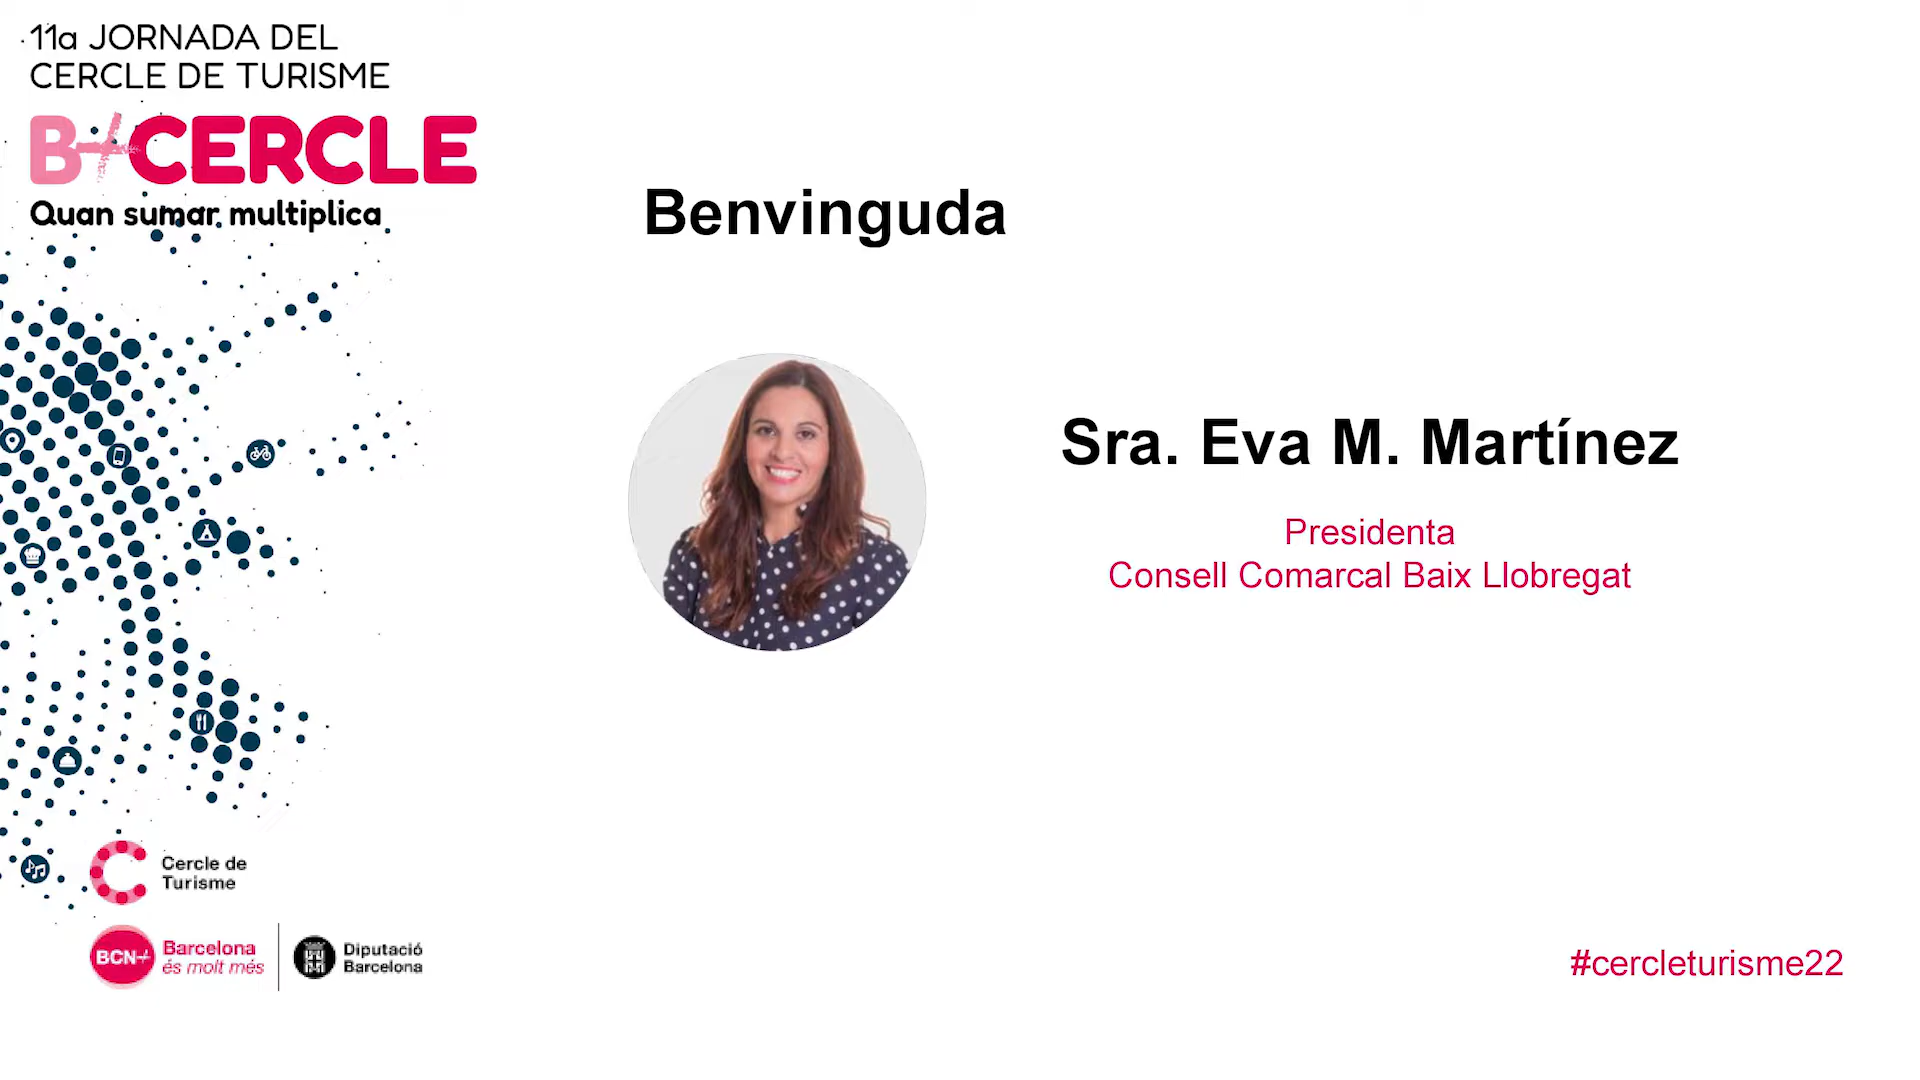 11a JORNADA DEL
CERCLE DE TURISME
B+CERCLE
Quan sumar multiplica
Benvinguda
Sra. Eva M. Martínez
Presidenta
Consell Comarcal Baix Llobregat
Cercle de
Turisme
BCN+
Barcelona
és molt més
Diputació
Barcelona
#cercleturisme22